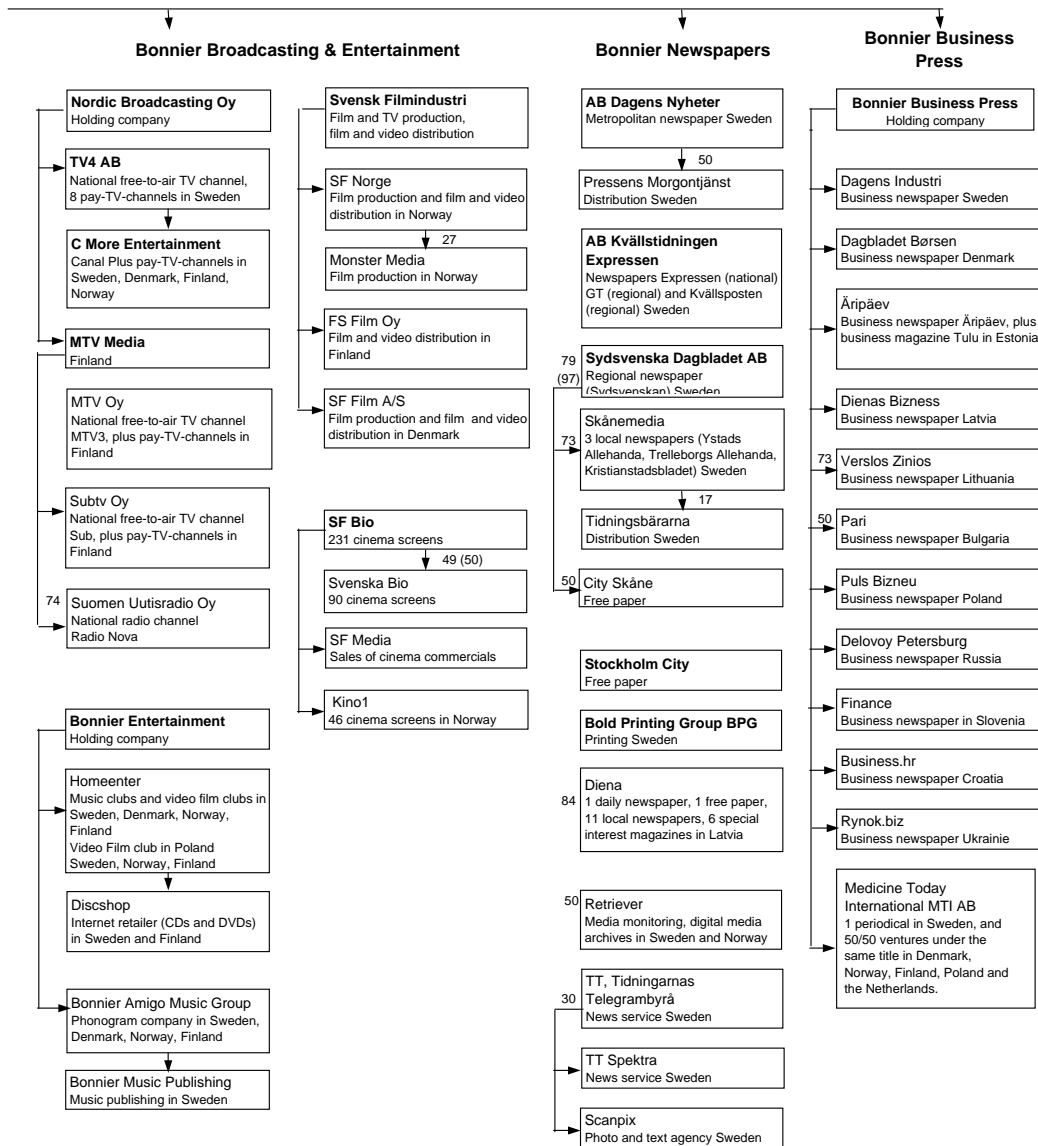 Bonnier Broadcasting & Entertainment
Nordic Broadcasting Oy
Holding company
TV4 AB
National free-to-air TV channel,
8 pay-TV-channels in Sweden
C More Entertainment
Canal Plus pay-TV-channels in
Sweden, Denmark, Finland,
Norway
MTV Media
Finland
MTV Oy
National free-to-air TV channel
MTV3, plus pay-TV-channels in
Finland
Subtv Oy
National free-to-air TV channel
Sub, plus pay-TV-channels in
Finland
74
Suomen Uutisradio Oy
National radio channel
Radio Nova
Bonnier Entertainment
Holding company
Homeenter
Music clubs and video film clubs in
Sweden, Denmark, Norway,
Finland
Video Film club in Poland
Sweden, Norway, Finland
Discshop
Internet retailer (CDs and DVDs)
in Sweden and Finland
Bonnier Amigo Music Group
Phonogram company in Sweden,
Denmark, Norway, Finland
Bonnier Music Publishing
Music publishing in Sweden
Svensk Filmindustri
Film and TV production,
film and video distribution
SF Norge
Film production and film and video
distribution in Norway
27
Monster Media
Film production in Norway
FS Film Oy
Film and video distribution in
Finland
SF Film A/S
Film production and film and video
distribution in Denmark
SF Bio
231 cinema screens
49 (50)
Svenska Bio
90 cinema screens
SF Media
Sales of cinema commercials
Kino1
46 cinema screens in Norway
Bonnier Newspapers
AB Dagens Nyheter
Metropolitan newspaper Sweden
50
Pressens Morgontjänst
Distribution Sweden
AB Kvällstidningen
Expressen
Newspapers Expressen (national)
GT (regional) and Kvällsposten
(regional) Sweden
79
(97)
Sydsvenska Dagbladet AB
Regional newspaper
(Sydsvenskan) Sweden
73
Skånemedia
3 local newspapers (Ystads
Allehanda, Trelleborgs Allehanda,
Kristianstadsbladet) Sweden
17
Tidningsbärarna
Distribution Sweden
50
City Skåne
Free paper
Stockholm City
Free paper
Bold Printing Group BPG
Printing Sweden
84
Diena
1 daily newspaper, 1 free paper,
11 local newspapers, 6 special
interest magazines in Latvia
50
Retriever
Media monitoring, digital media
archives in Sweden and Norway
30
TT, Tidningarnas
Telegrambyrå
News service Sweden
TT Spektra
News service Sweden
Scanpix
Photo and text agency Sweden
Bonnier Business
Press
Bonnier Business Press
Holding company
Dagens Industri
Business newspaper Sweden
Dagbladet Børsen
Business newspaper Denmark
Äripäev
Business newspaper Äripäev, plus
business magazine Tulu in Estonia
Dienas Bizness
Business newspaper Latvia
73
Verslos Zinios
Business newspaper Lithuania
50
Pari
Business newspaper Bulgaria
Puls Bizneu
Business newspaper Poland
Delovoy Petersburg
Business newspaper Russia
Finance
Business newspaper in Slovenia
Business.hr
Business newspaper Croatia
Rynok.biz
Business newspaper Ukrainie
Medicine Today
International MTI AB
1 periodical in Sweden, and
50/50 ventures under the
same title in Denmark,
Norway, Finland, Poland and
the Netherlands.